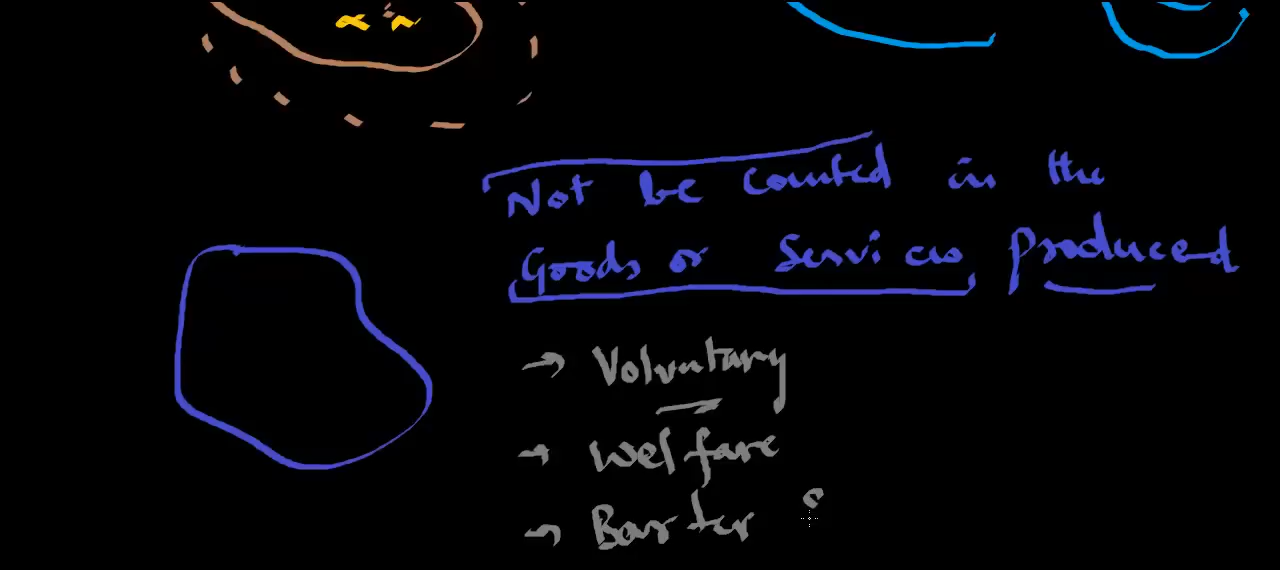 Not be counted in the
Goods or Services produced
→ Voluntary
→ Welfare
→ Barter S